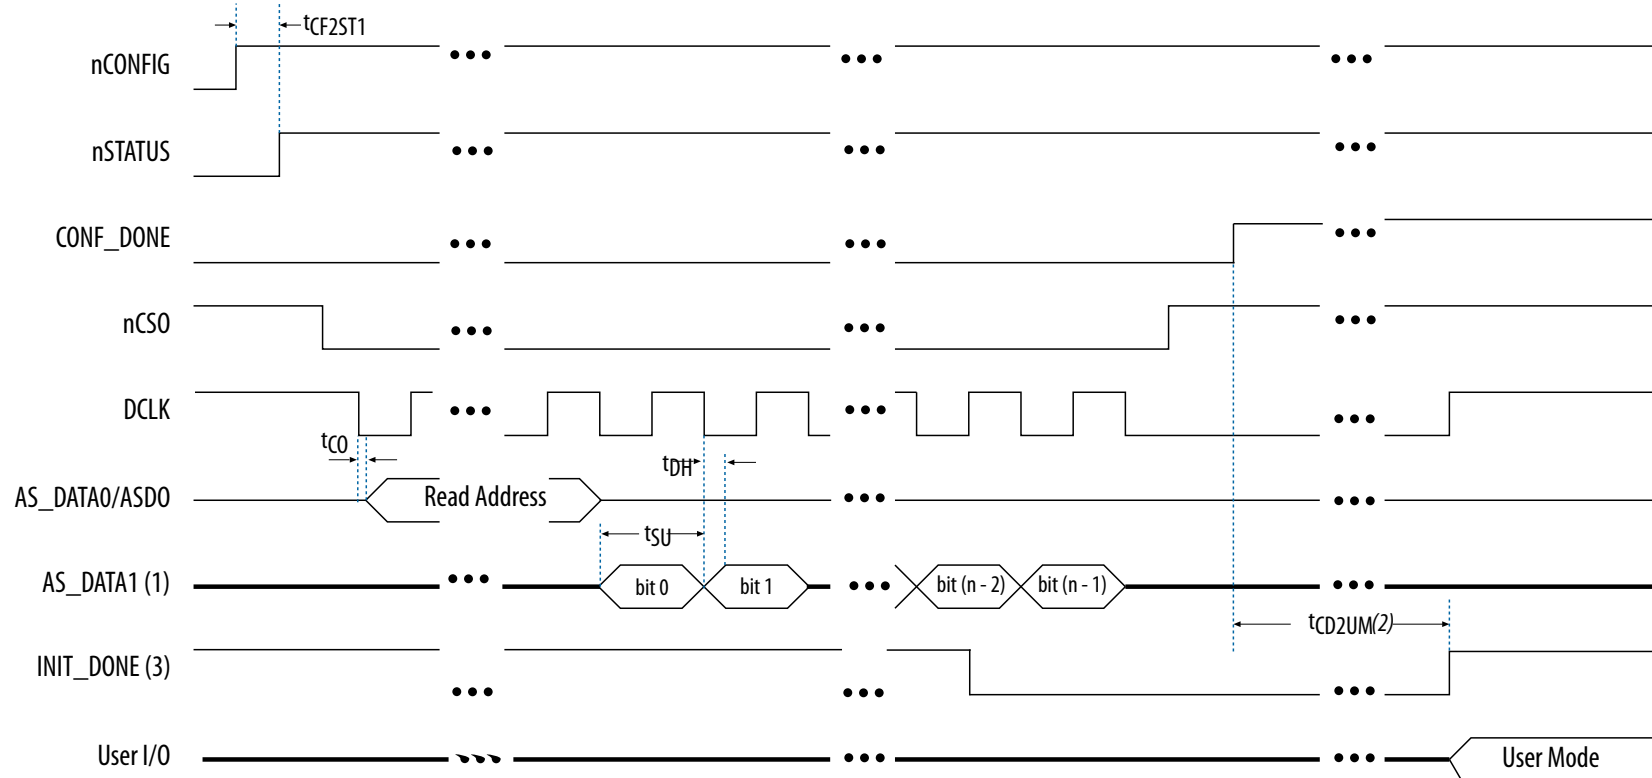 tCF2ST1
nCONFIG
nSTATUS
CONF_DONE
nCSO
DCLK
tCO
tDH
AS_DATA0/ASDO
Read Address
tSU
AS_DATA1 (1)
bit 0
bit 1
bit (n - 2)
bit (n - 1)
tCD2UM(2)
INIT_DONE (3)
User I/O
User Mode